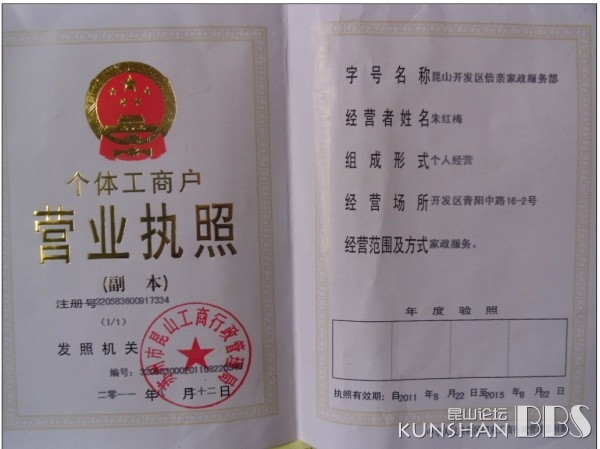 个体工商户
营业执照
(副 本)
注册号320583600917334
(1/1)
发照机关
苏州市昆山工商行政管理局
编号:
二零一一年 月 十二日
字号名称昆山开发区倍亲家政服务部
经营者姓名朱红梅
组成形式个人经营
经营场所开发区青阳中路16-2号
经营范围及方式家政服务。
年度验照
执照有效期:自2011年8月22日至2015年8月22日
昆山论坛
KUNSHAN BBS